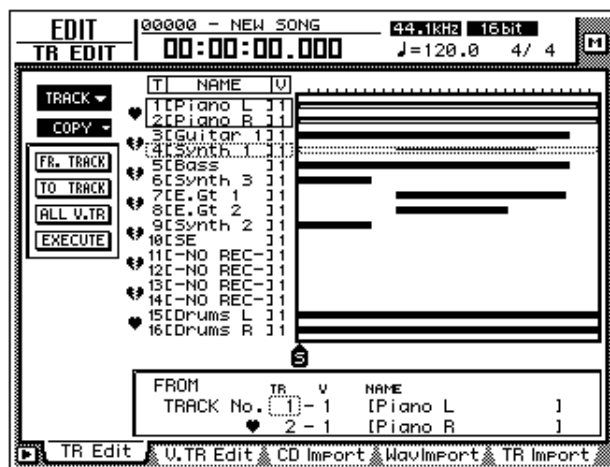 EDIT
TR EDIT
00000 - NEW SONG
00:00:00.000
44.1kHz 16bit
♩=120.0 4/ 4
M
TRACK
COPY
FR. TRACK
TO TRACK
ALL V.TR
EXECUTE
T NAME V
1[Piano L ]1
2[Piano R ]1
3[Guitar 1]1
4[Synth 1 ]1
5[Bass ]1
6[Synth 3 ]1
7[E.Gt 1 ]1
8[E.Gt 2 ]1
9[Synth 2 ]1
10[SE ]1
11[-NO REC-]1
12[-NO REC-]1
13[-NO REC-]1
14[-NO REC-]1
15[Drums L ]1
16[Drums R ]1
S
FROM TR V NAME
TRACK No. 1 - 1 [Piano L ]
♥ 2 - 1 [Piano R ]
TR Edit V.TR Edit CD Import WavImport TR Import